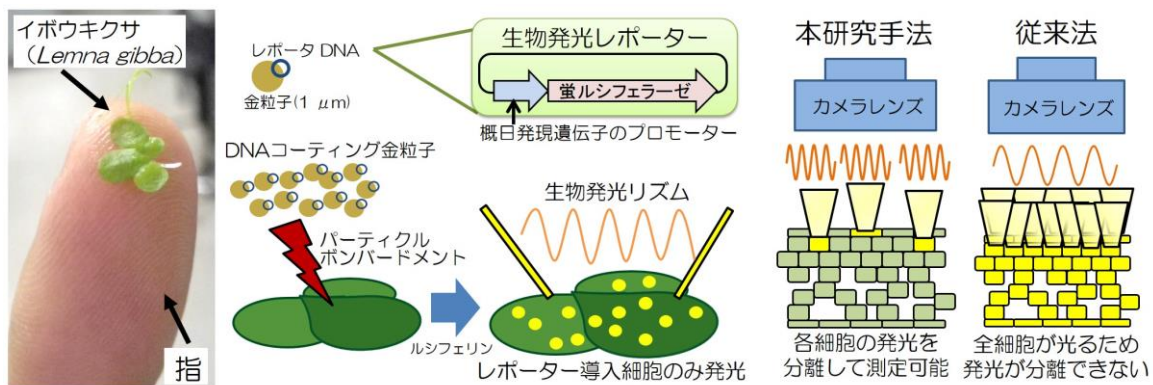 イボウキクサ
(Lemna gibba)
指
レポータ DNA
金粒子(1 μm)
生物発光レポーター
蛍ルシフェラーゼ
概日発現遺伝子のプロモーター
DNAコーティング金粒子
パーティクル
ボンバードメント
ルシフェリン
生物発光リズム
レポーター導入細胞のみ発光
本研究手法
カメラレンズ
各細胞の発光を
分離して測定可能
従来法
カメラレンズ
全細胞が光るため
発光が分離できない